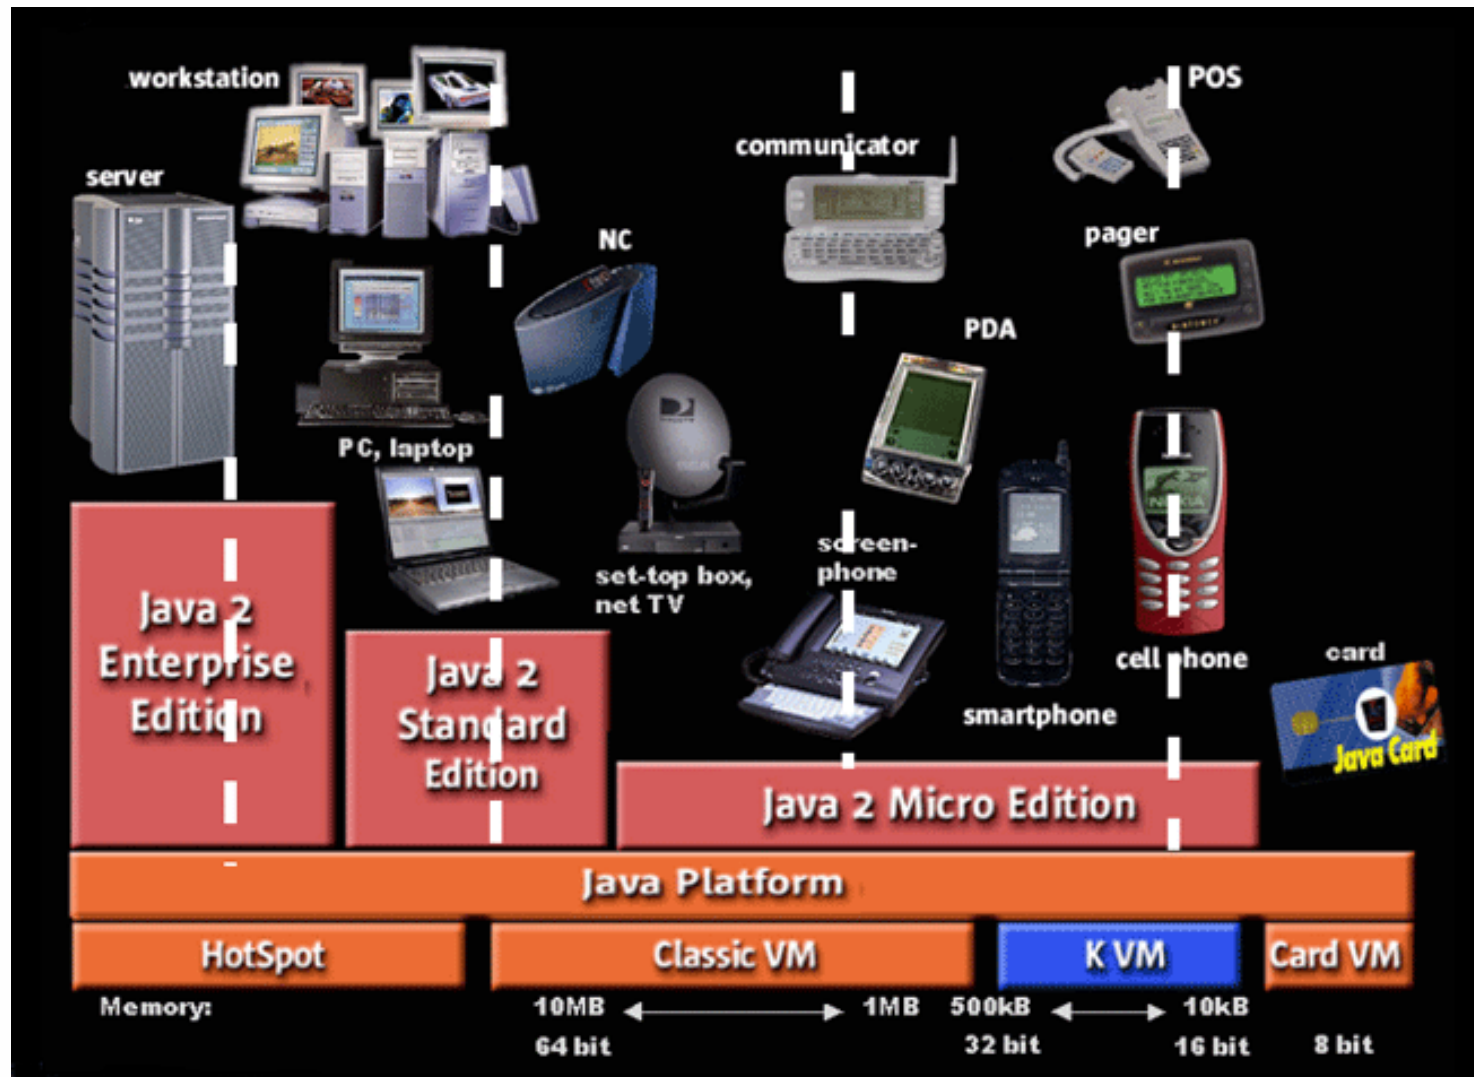 workstation
POS
communicator
server
pager
NC
PDA
PC, laptop
screen-
phone
set-top box,
net TV
NOKIA
cell phone
card
smartphone
Java Card
Java 2
Enterprise
Edition
Java 2
Standard
Edition
Java 2 Micro Edition
Java Platform
HotSpot
Classic VM
K VM
Card VM
Memory:
10MB
1MB
500kB
10kB
64 bit
32 bit
16 bit
8 bit